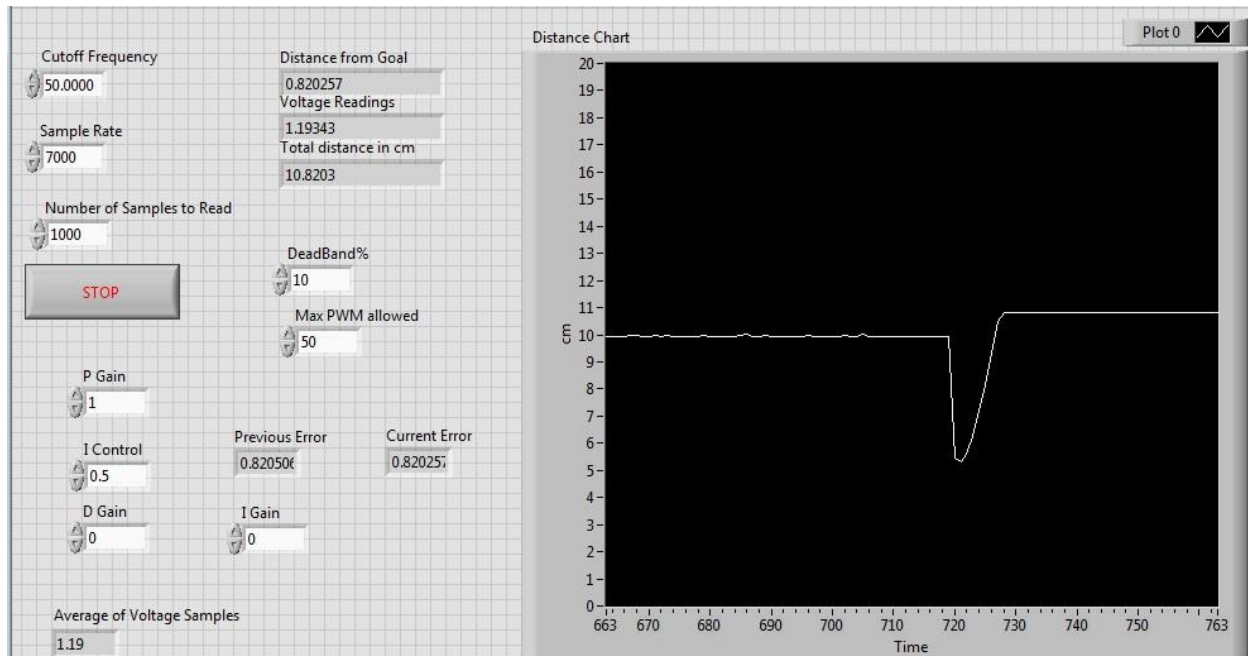 Cutoff Frequency
50.0000
Sample Rate
7000
Number of Samples to Read
1000
STOP
Distance from Goal
0.820257
Voltage Readings
1.19343
Total distance in cm
10.8203
DeadBand%
10
Max PWM allowed
50
P Gain
1
I Control
0.5
Previous Error
0.820506
Current Error
0.820257
D Gain
0
I Gain
0
Average of Voltage Samples
1.19
Distance Chart
Plot 0
20
19
18
17
16
15
14
13
12
11
10
9
8
7
6
5
4
3
2
1
0
cm
663 670 680 690 700 710 720 730 740 750 763
Time